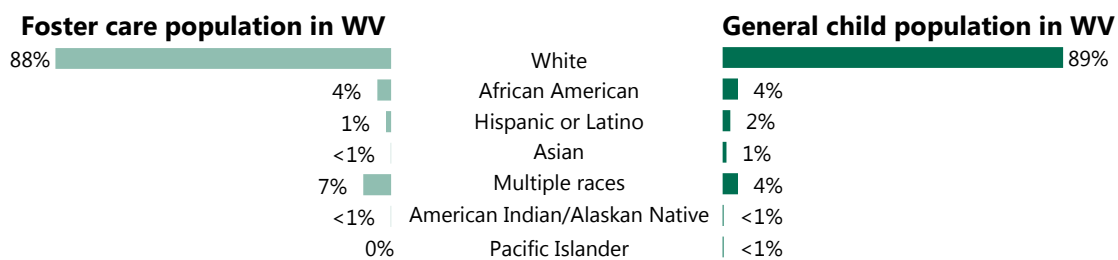 Foster care population in WV General child population in WV
88% White 89%
4% African American 4%
1% Hispanic or Latino 2%
<1% Asian 1%
7% Multiple races 4%
<1% American Indian/Alaskan Native <1%
0% Pacific Islander <1%